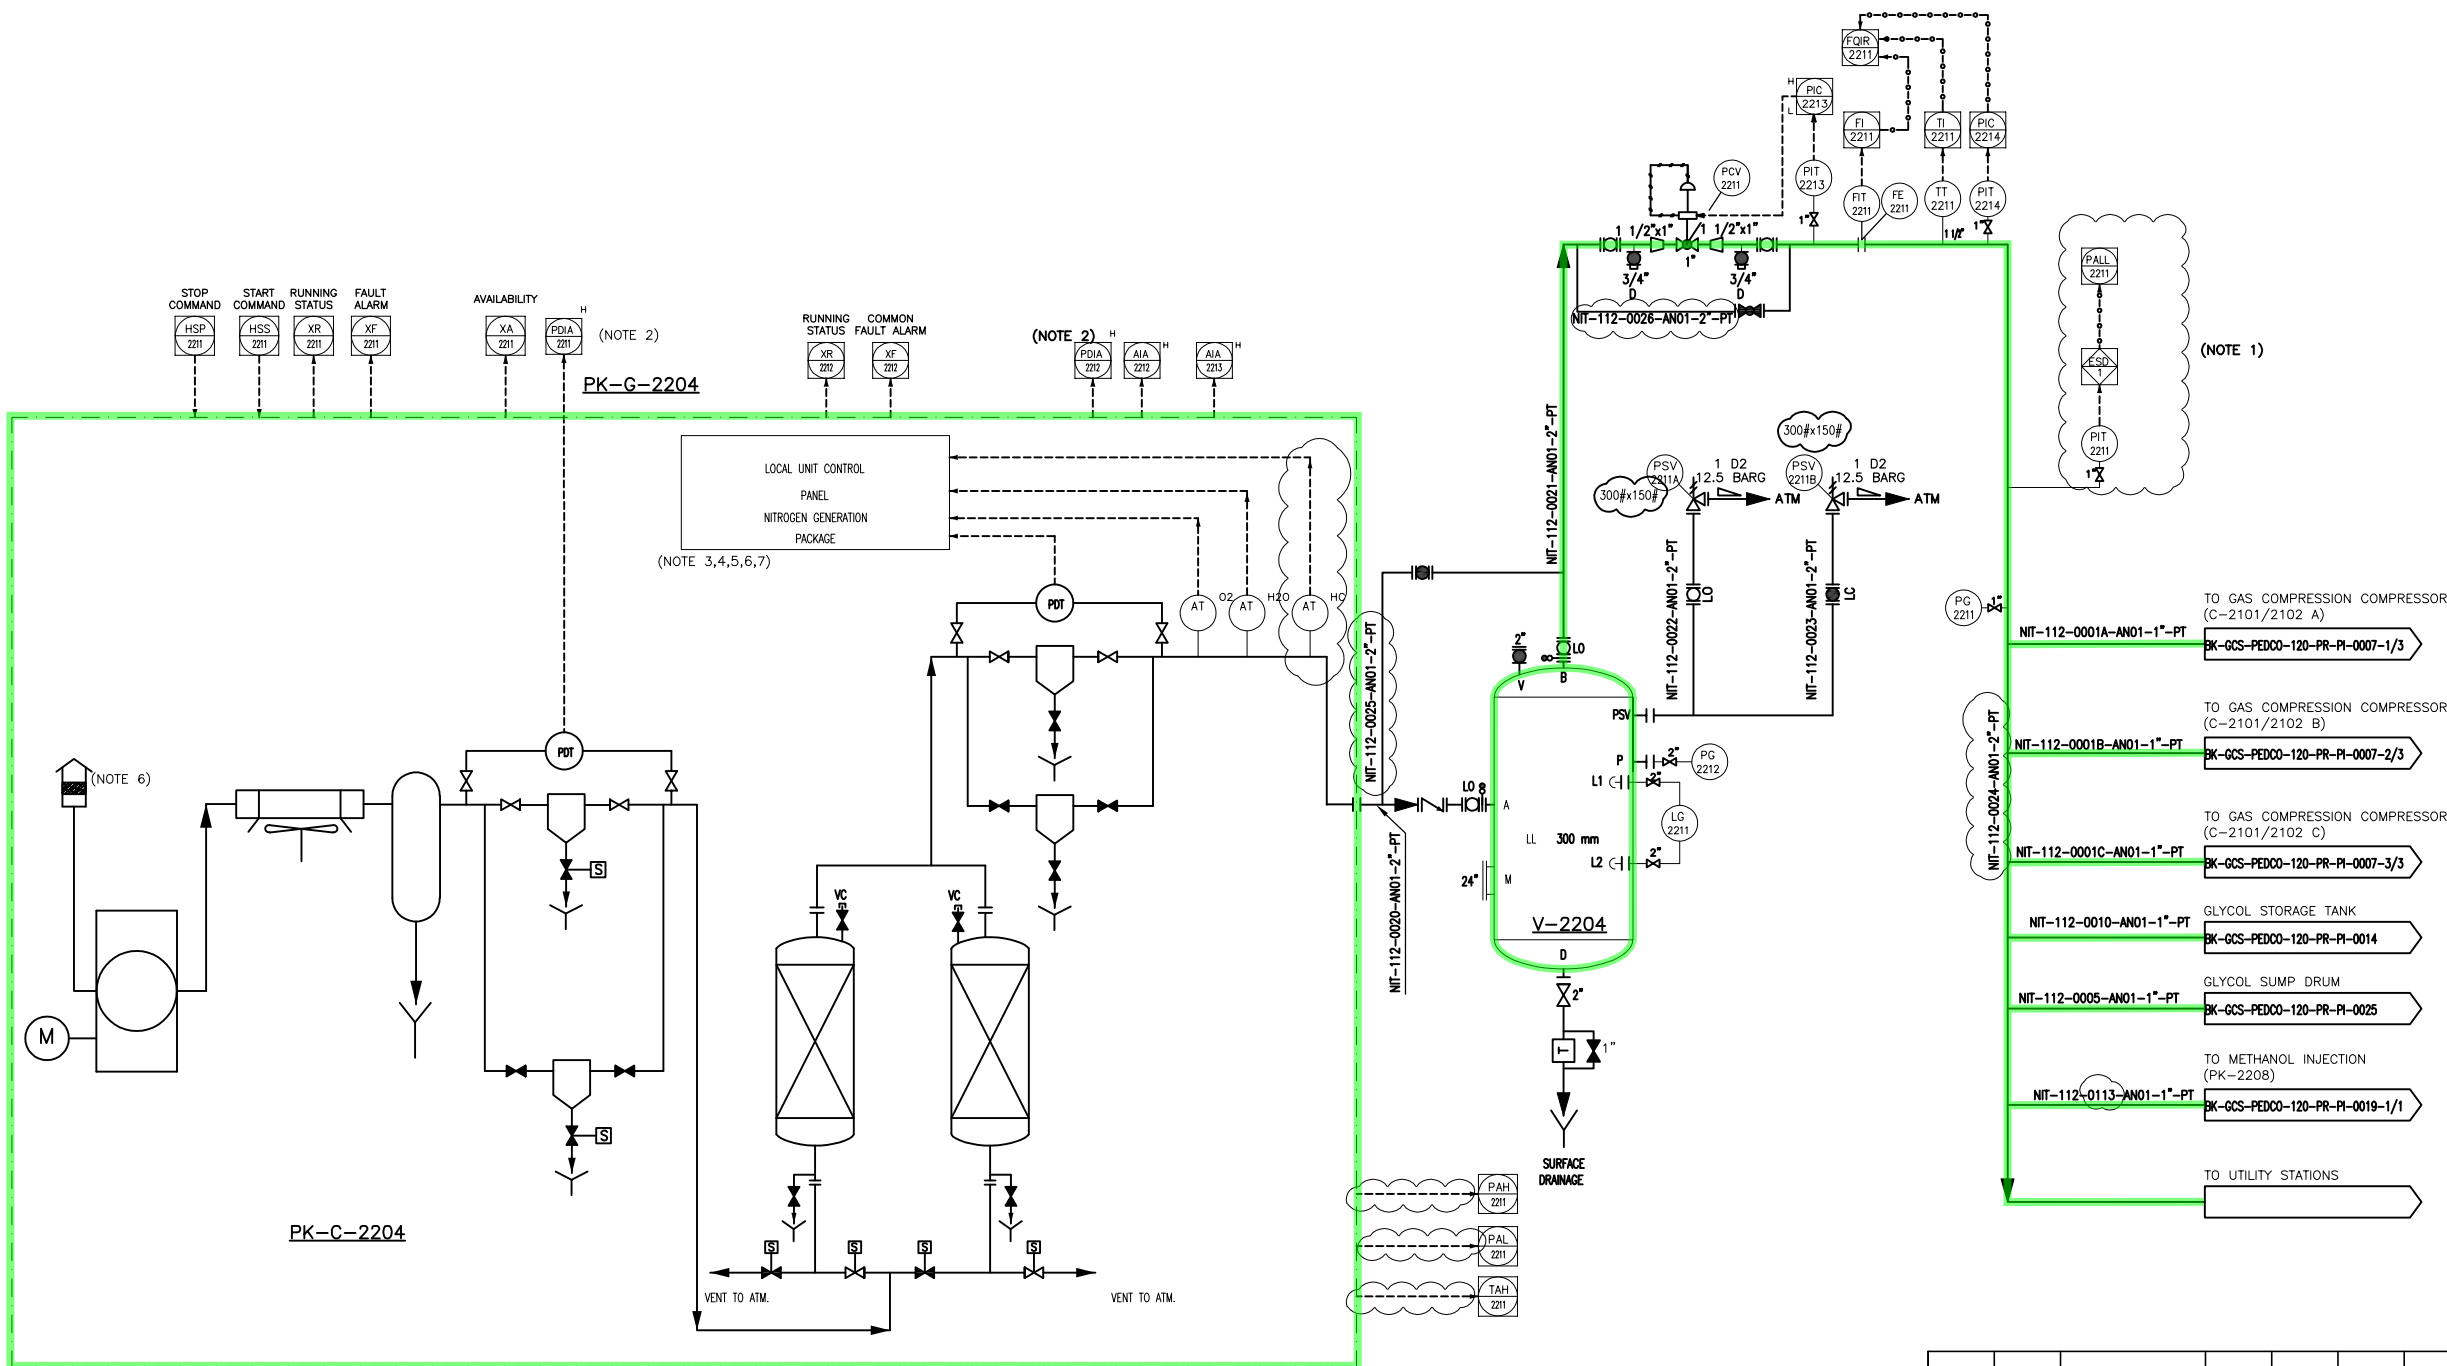 FQIR
2211
PIC
2213
H
L
FI
2211
TI
2211
PIC
2214
PCV
2211
PIT
2213
FIT
2211
FE
2211
TT
2211
PIT
2214
1"
1"
1 1/2"x1"
1 1/2"x1"
1 1/2"
1"
3/4"
D
3/4"
D
NIT-112-0026-AN01-2"-PT
PALL
2211
ESD
1
PIT
2211
1"
(NOTE 1)
STOP
COMMAND
START
COMMAND
RUNNING
STATUS
FAULT
ALARM
AVAILABILITY
HSP
2211
HSS
2211
XR
2211
XF
2211
XA
2211
PDIA
2211
H
(NOTE 2)
RUNNING
STATUS
COMMON
FAULT ALARM
XR
2212
XF
2212
(NOTE 2)
PDIA
2212
H
AIA
2212
H
AIA
2213
H
PK-G-2204
LOCAL UNIT CONTROL
PANEL
NITROGEN GENERATION
PACKAGE
(NOTE 3,4,5,6,7)
PDT
AT
O2
AT
H2O
AT
HC
NIT-112-0025-AN01-2"-PT
NIT-112-0021-AN01-2"-PT
300#x150#
300#x150#
PSV
2211A
1 D2
12.5 BARG
ATM
PSV
2211B
1 D2
12.5 BARG
ATM
NIT-112-0022-AN01-2"-PT
LO
NIT-112-0023-AN01-2"-PT
LC
PG
2211
1"
TO GAS COMPRESSION COMPRESSOR
(C-2101/2102 A)
NIT-112-0001A-AN01-1"-PT
BK-GCS-PEDCO-120-PR-PI-0007-1/3
TO GAS COMPRESSION COMPRESSOR
(C-2101/2102 B)
NIT-112-0001B-AN01-1"-PT
BK-GCS-PEDCO-120-PR-PI-0007-2/3
TO GAS COMPRESSION COMPRESSOR
(C-2101/2102 C)
NIT-112-0001C-AN01-1"-PT
BK-GCS-PEDCO-120-PR-PI-0007-3/3
NIT-112-0024-AN01-2"-PT
GLYCOL STORAGE TANK
NIT-112-0010-AN01-1"-PT
BK-GCS-PEDCO-120-PR-PI-0014
GLYCOL SUMP DRUM
NIT-112-0005-AN01-1"-PT
BK-GCS-PEDCO-120-PR-PI-0025
TO METHANOL INJECTION
(PK-2208)
NIT-112-0113-AN01-1"-PT
BK-GCS-PEDCO-120-PR-PI-0019-1/1
TO UTILITY STATIONS
2"
V
LO
B
PSV
P
2"
PG
2212
L1
2"
LG
2211
L2
2"
LO
A
LL 300 mm
24"
M
V-2204
D
2"
T
1"
SURFACE
DRAINAGE
NIT-112-0020-AN01-2"-PT
(NOTE 6)
M
PDT
S
S
VC
VC
S
S
S
S
VENT TO ATM.
VENT TO ATM.
PK-C-2204
PAH
2211
PAL
2211
TAH
2211